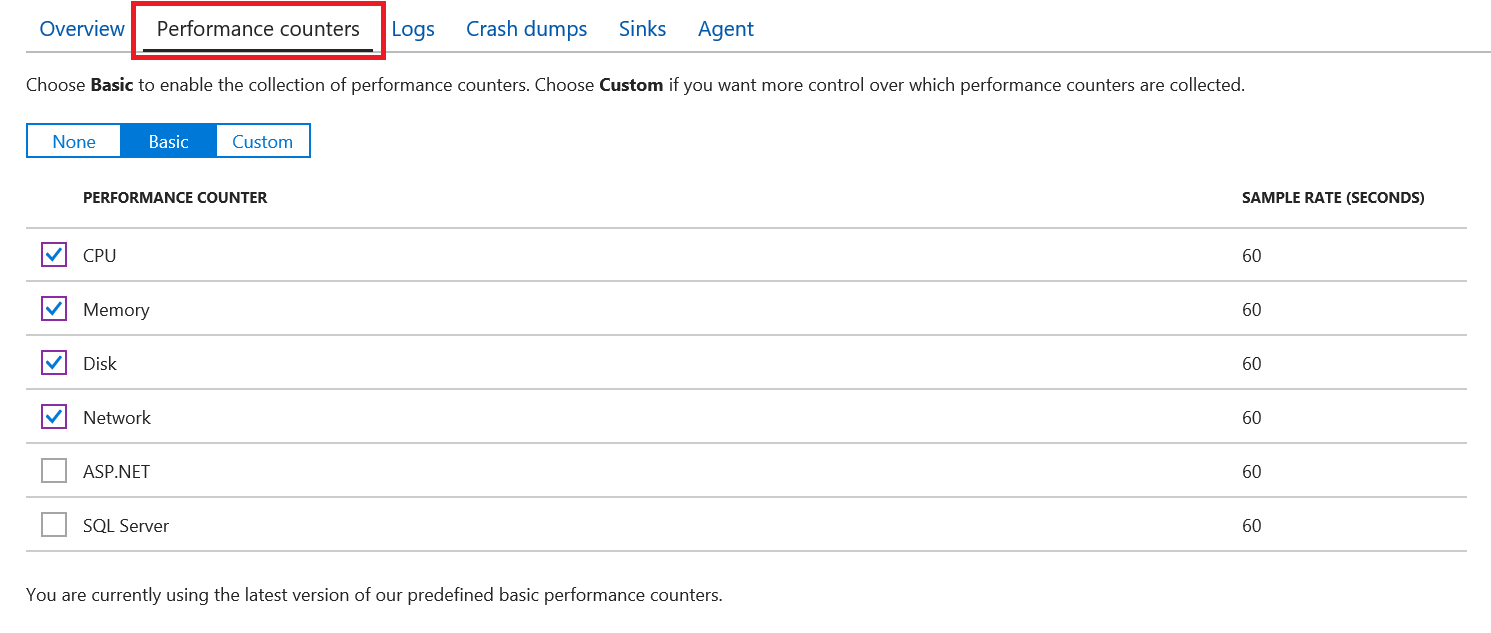 Overview Performance counters Logs Crash dumps Sinks Agent
Choose Basic to enable the collection of performance counters. Choose Custom if you want more control over which performance counters are collected.
None Basic Custom
PERFORMANCE COUNTER SAMPLE RATE (SECONDS)
CPU 60
Memory 60
Disk 60
Network 60
ASP.NET 60
SQL Server 60
You are currently using the latest version of our predefined basic performance counters.